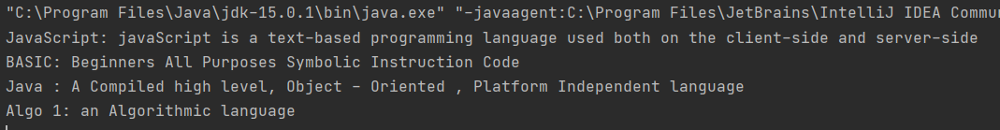 "C:\Program Files\Java\jdk-15.0.1\bin\java.exe" "-javaagent:C:\Program Files\JetBrains\IntelliJ IDEA
JavaScript: javaScript is a text-based programming language used both on the client-side and server-side
BASIC: Beginners All Purposes Symbolic Instruction Code
Java : A Compiled high level, Object - Oriented , Platform Independent language
Algo 1: an Algorithmic language